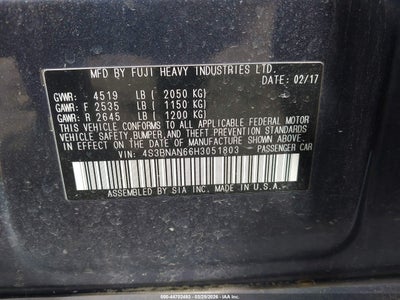 MFD BY FUJI HEAVY INDUSTRIES LTD.
DATE: 02/17
GVWR: 4519 LB ( 2050 KG)
GAWR: F 2535 LB ( 1150 KG)
GAWR: R 2645 LB ( 1200 KG)
THIS VEHICLE CONFORMS TO ALL APPLICABLE FEDERAL MOTOR
VEHICLE SAFETY, BUMPER, AND THEFT PREVENTION STANDARDS
IN EFFECT ON THE DATE OF MANUFACTURE SHOWN ABOVE.
VIN: 4S3BNAN66H3051803 - PASSENGER CAR
ASSEMBLED BY SIA INC. MADE IN U.S.A.